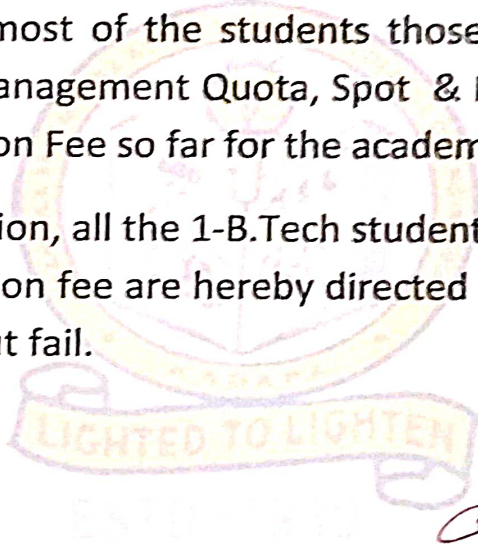 most of the students those
anagement Quota, Spot &
on Fee so far for the academ
ion, all the 1-B.Tech student
on fee are hereby directed
t fail.
LIGHTED TO LIGHTEN